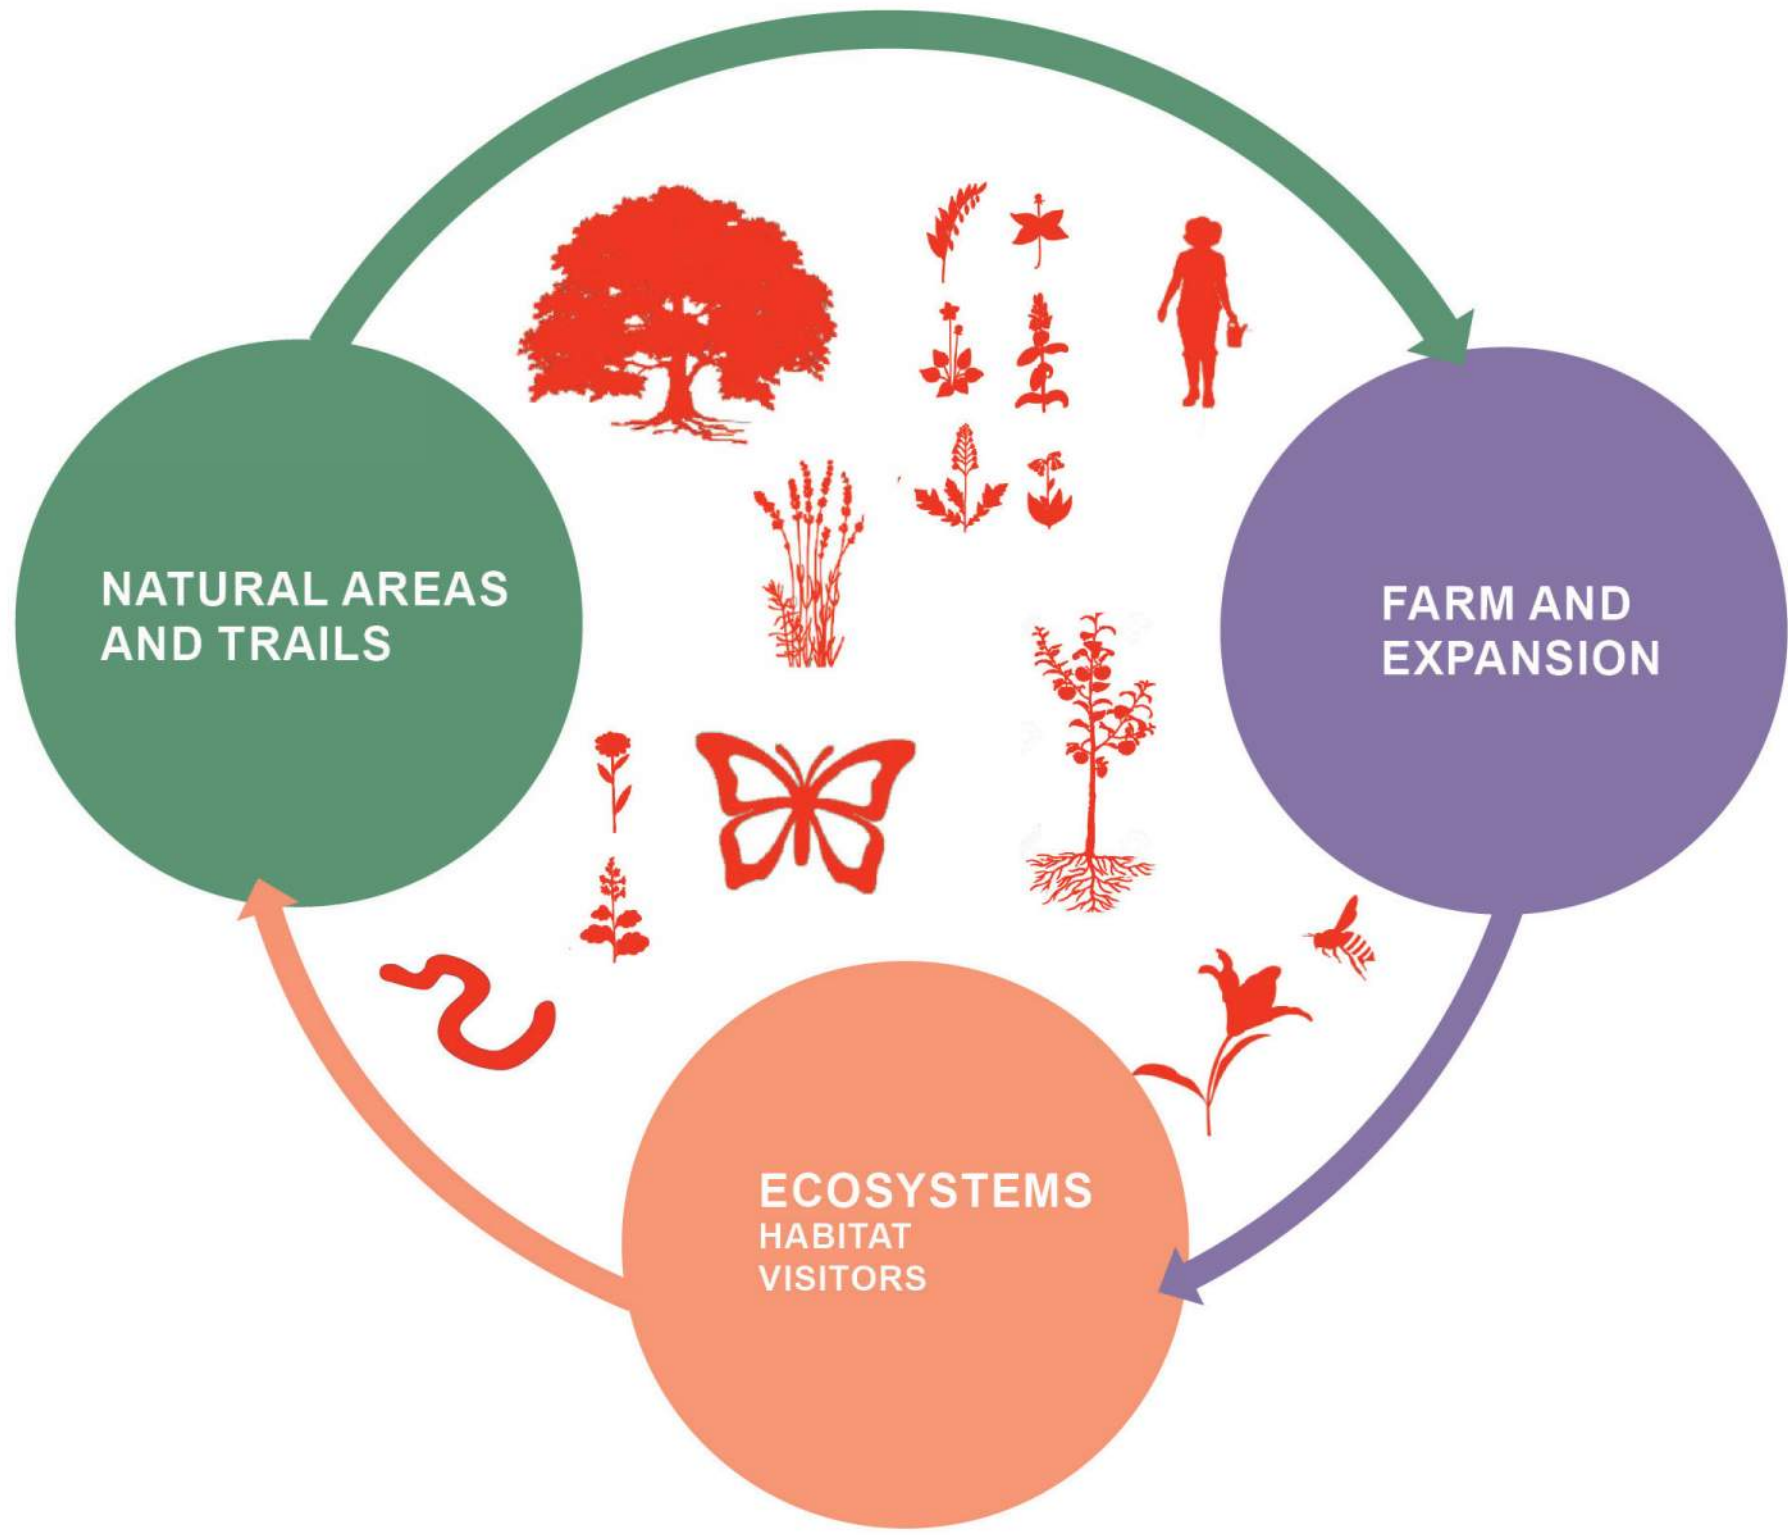 NATURAL AREAS
AND TRAILS
FARM AND
EXPANSION
ECOSYSTEMS
HABITAT
VISITORS